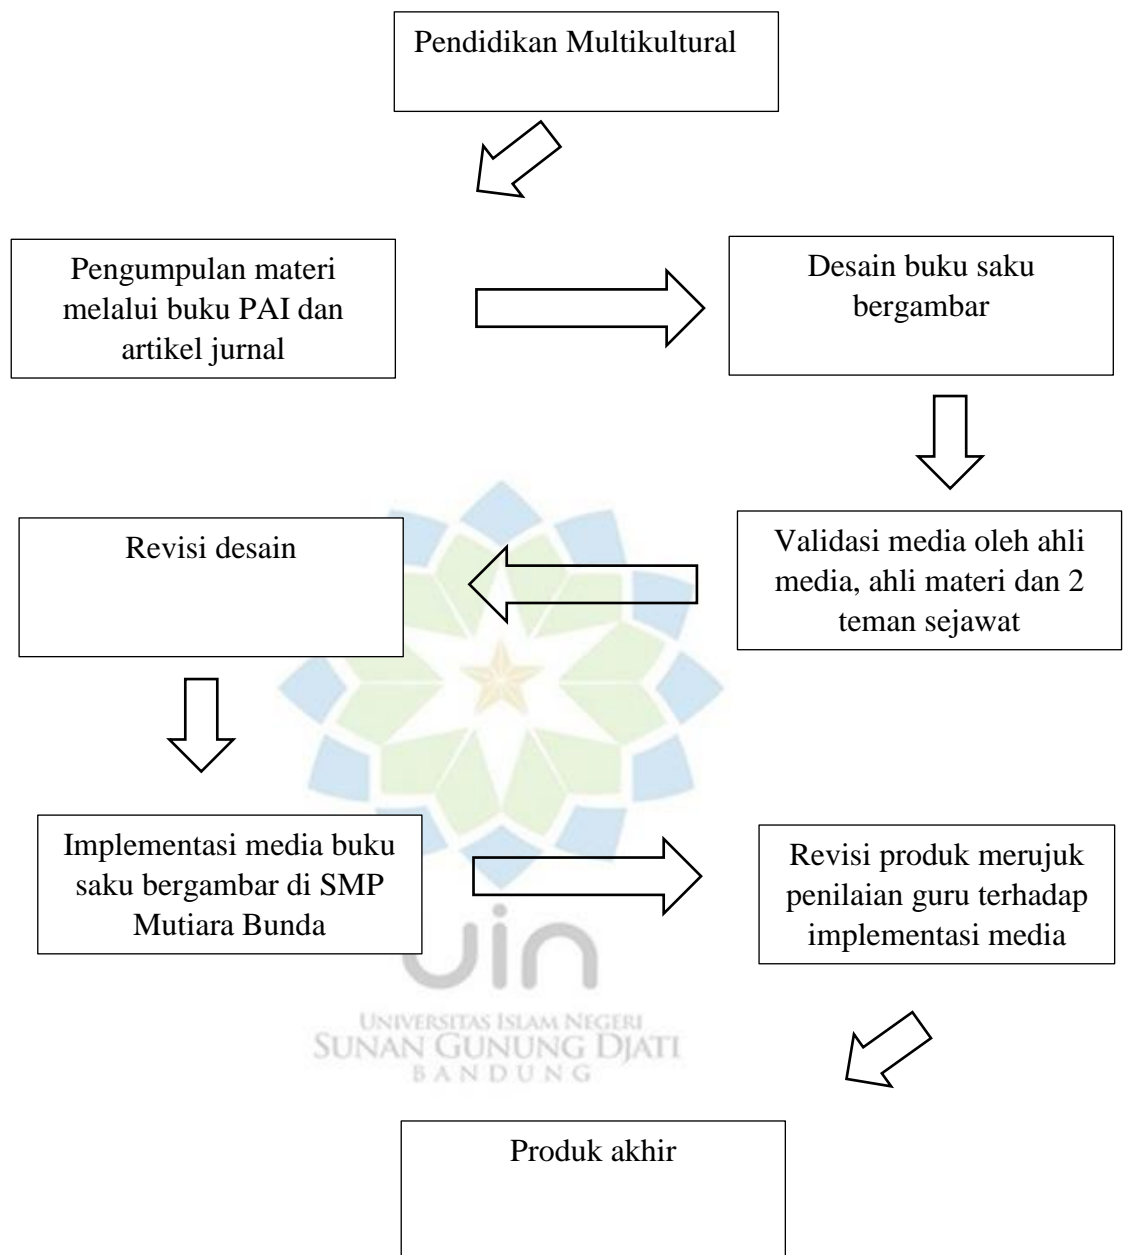 Pendidikan Multikultural
Pengumpulan materi
melalui buku PAI dan
artikel jurnal
Desain buku saku
bergambar
Validasi media oleh ahli
media, ahli materi dan 2
teman sejawat
Revisi desain
Implementasi media buku
saku bergambar di SMP
Mutiara Bunda
Revisi produk merujuk
penilaian guru terhadap
implementasi media
uin
UNIVERSITAS ISLAM NEGERI
SUNAN GUNUNG DJATI
BANDUNG
Produk akhir